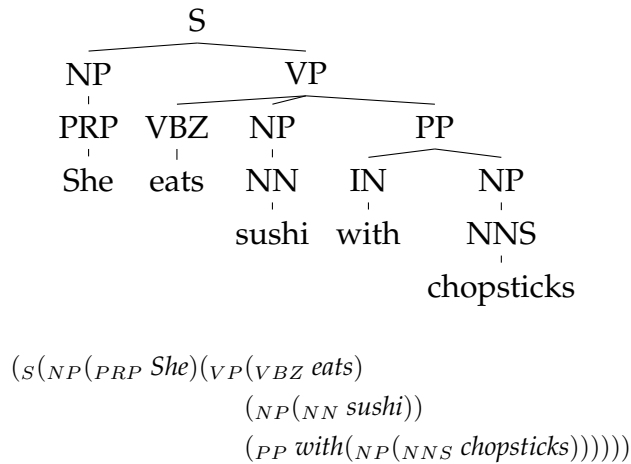 S
NP VP
PRP VBZ NP PP
She eats NN IN NP
sushi with NNS
chopsticks
(S(NP(PRP She)(VP(VBZ eats)
(NP(NN sushi))
(PP with(NP(NNS chopsticks))))))